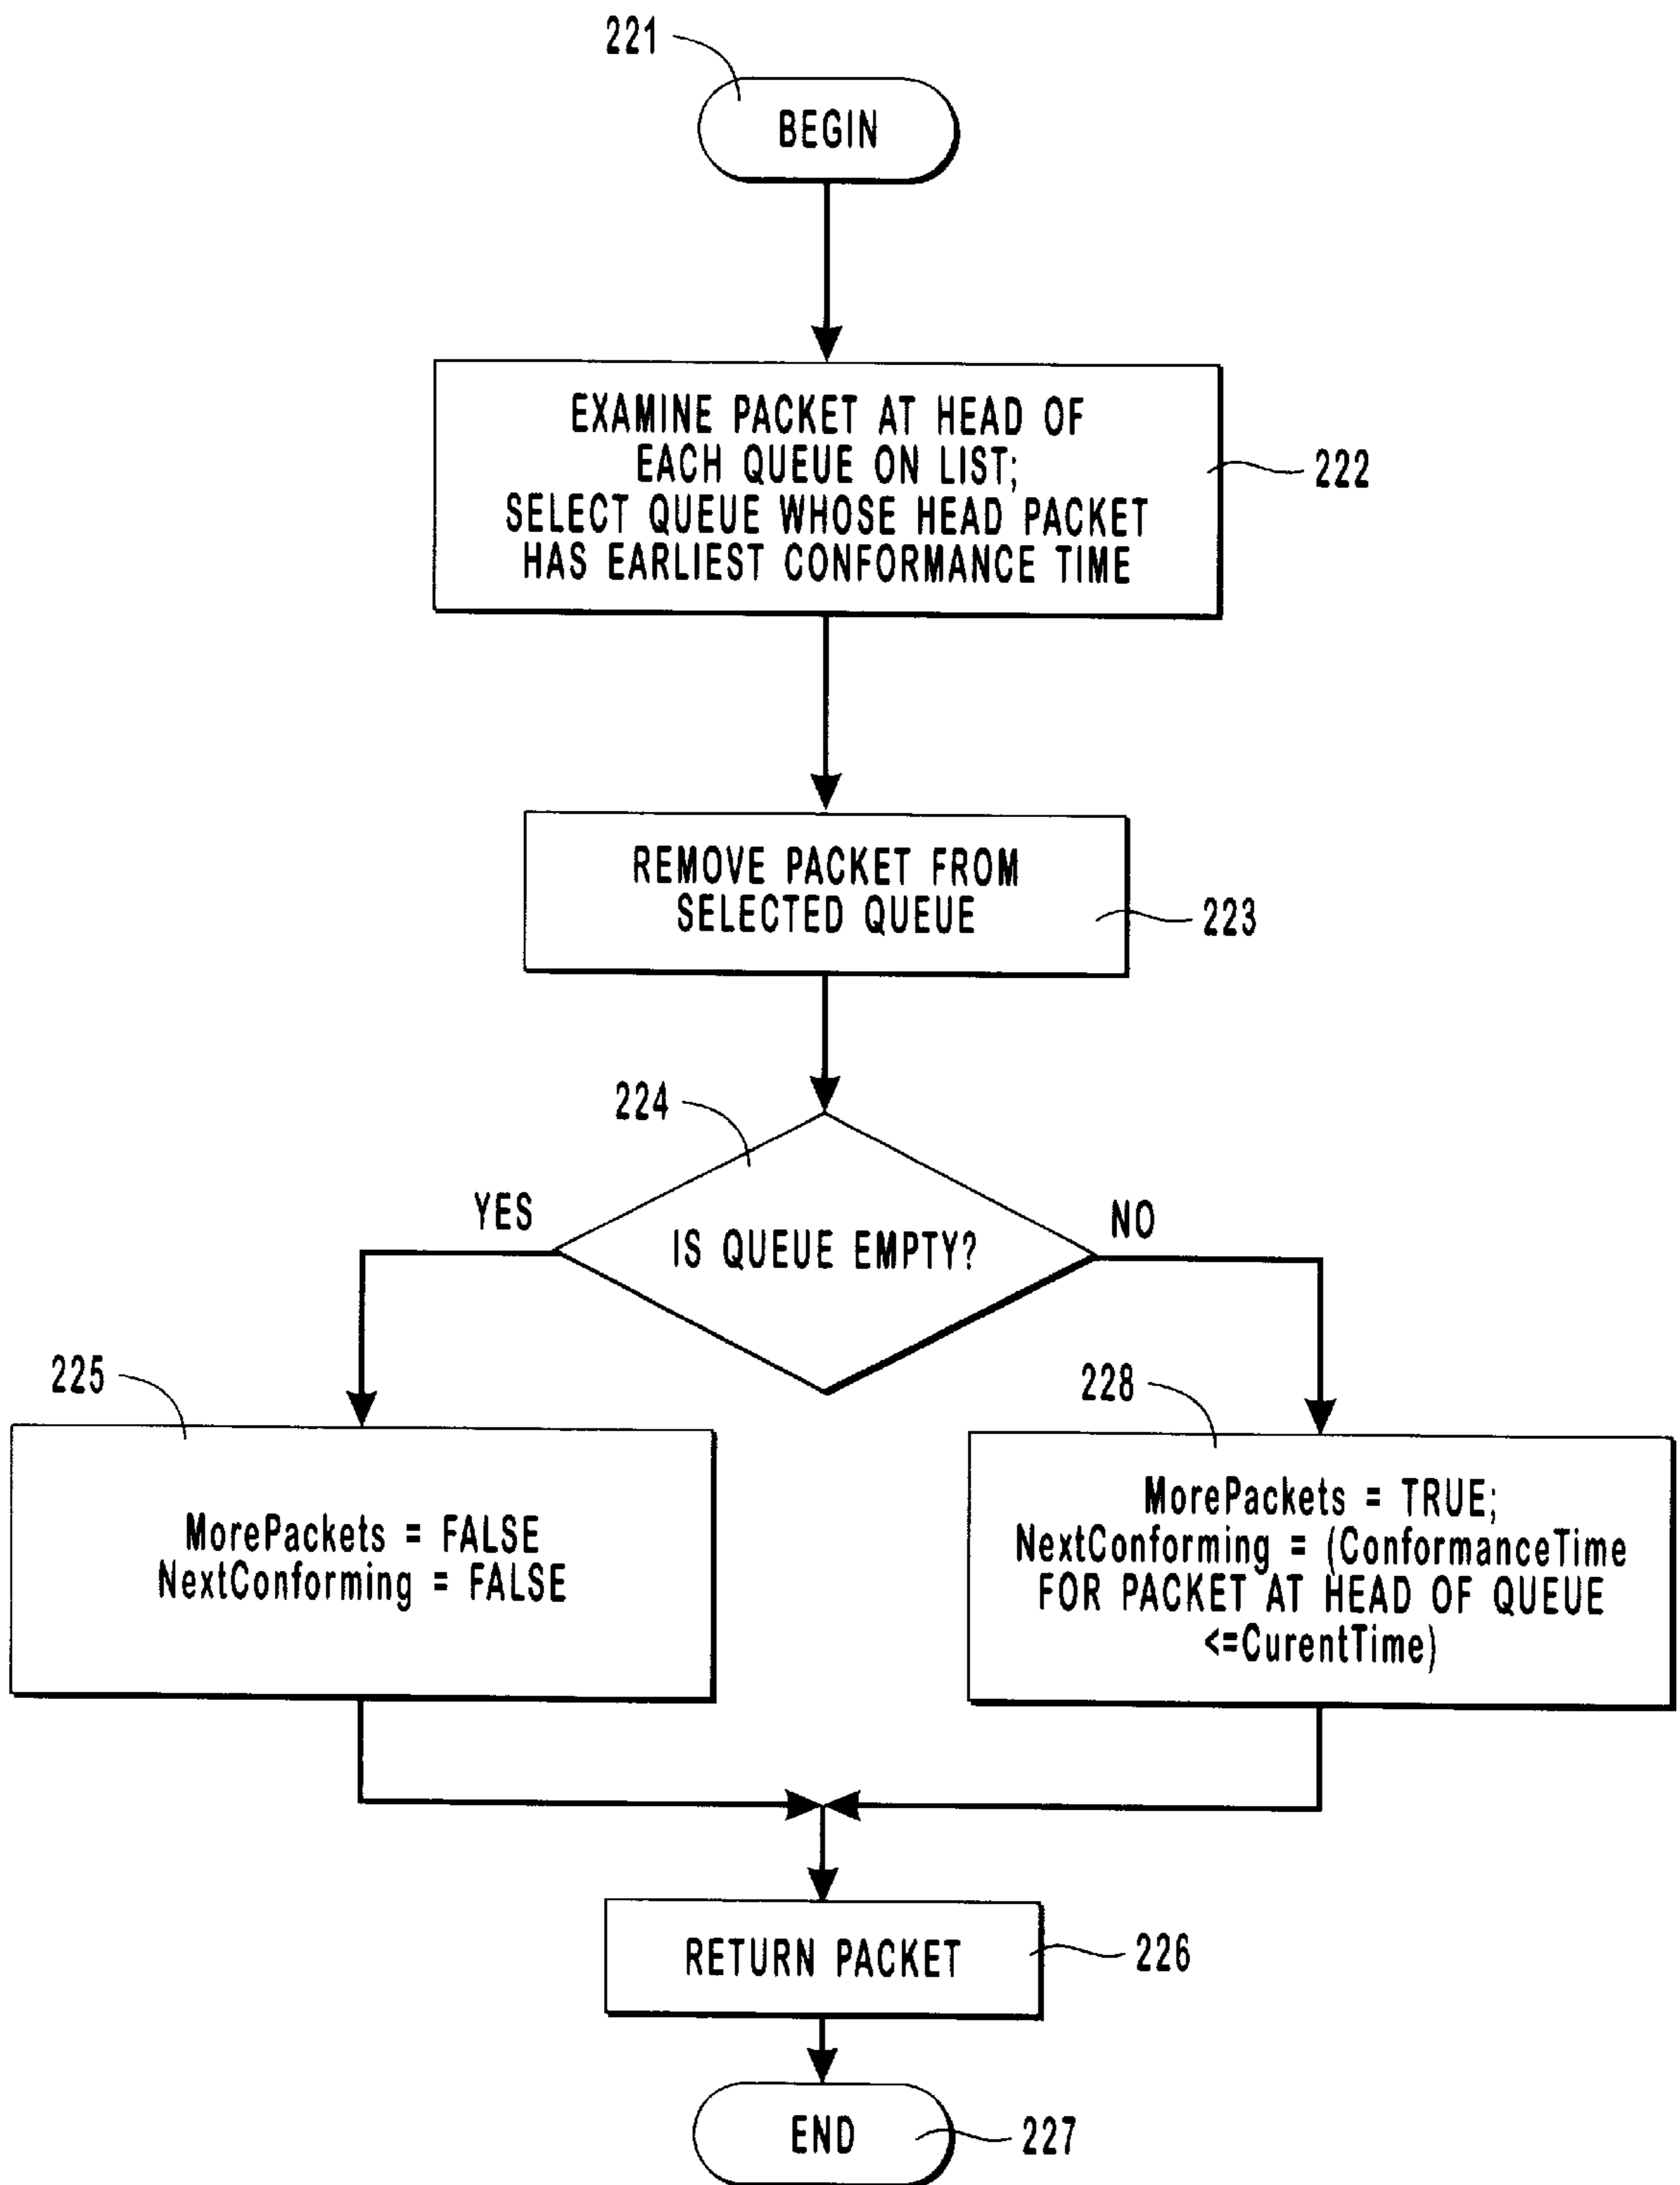 221
BEGIN
EXAMINE PACKET AT HEAD OF
EACH QUEUE ON LIST;
SELECT QUEUE WHOSE HEAD PACKET
HAS EARLIEST CONFORMANCE TIME
222
REMOVE PACKET FROM
SELECTED QUEUE
223
224
YES
IS QUEUE EMPTY?
NO
225
MorePackets = FALSE
NextConforming = FALSE
228
MorePackets = TRUE;
NextConforming = (ConformanceTime
FOR PACKET AT HEAD OF QUEUE
<=CurentTime)
RETURN PACKET
226
END
227